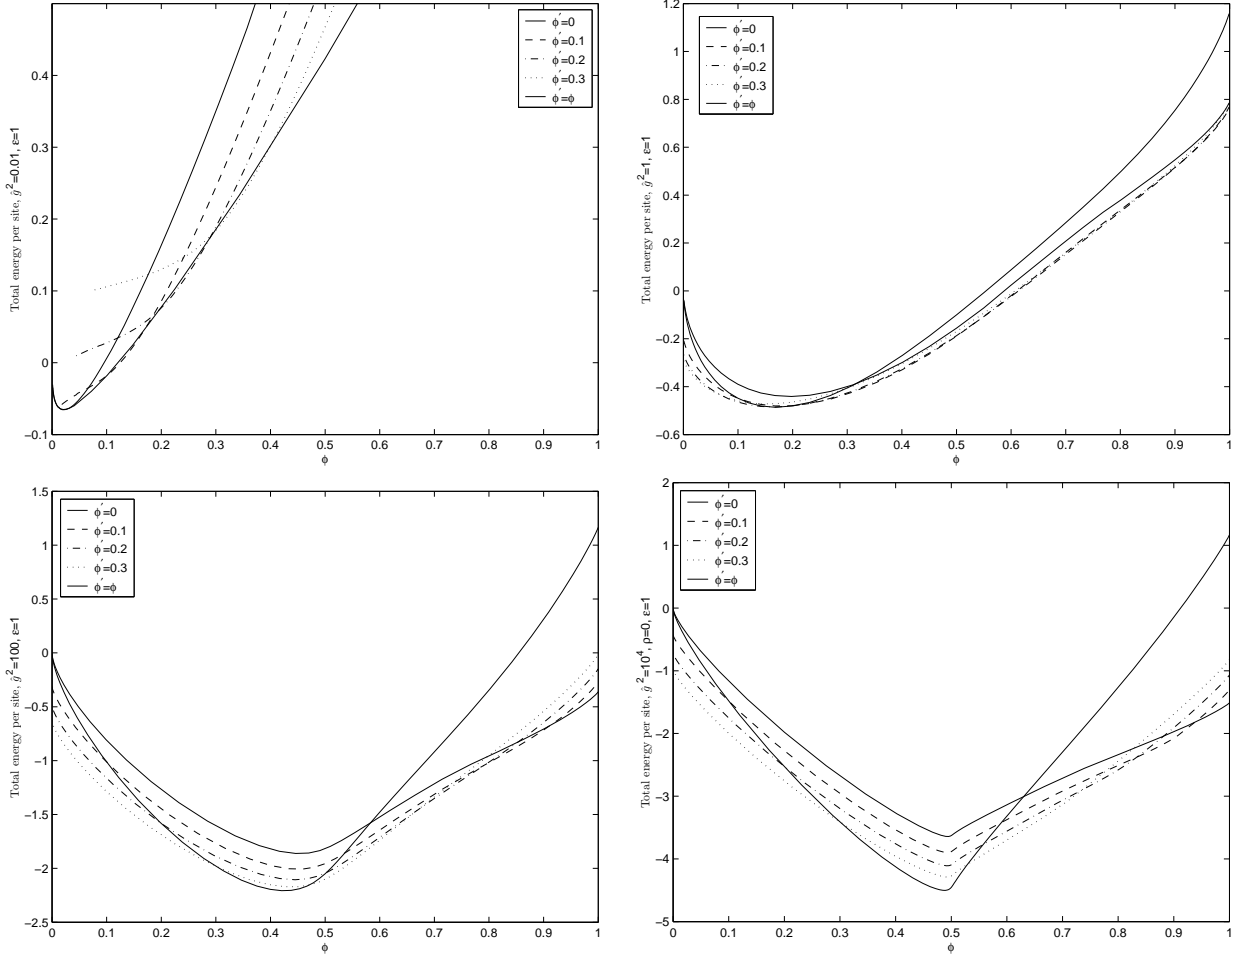 Total energy per site, ĝ²=0.01, ε=1
0.4
0.3
0.2
0.1
0
−0.1
0 0.1 0.2 0.3 0.4 0.5 0.6 0.7 0.8 0.9 1
ϕ
ϕ′=0
ϕ′=0.1
ϕ′=0.2
ϕ′=0.3
ϕ′=ϕ
Total energy per site, ĝ²=1, ε=1
1.2
1
0.8
0.6
0.4
0.2
0
−0.2
−0.4
−0.6
0 0.1 0.2 0.3 0.4 0.5 0.6 0.7 0.8 0.9 1
ϕ
ϕ′=0
ϕ′=0.1
ϕ′=0.2
ϕ′=0.3
ϕ′=ϕ
Total energy per site, ĝ²=100, ε=1
1.5
1
0.5
0
−0.5
−1
−1.5
−2
−2.5
0 0.1 0.2 0.3 0.4 0.5 0.6 0.7 0.8 0.9 1
ϕ
ϕ′=0
ϕ′=0.1
ϕ′=0.2
ϕ′=0.3
ϕ′=ϕ
Total energy per site, ĝ²=10⁴, ρ=0, ε=1
2
1
0
−1
−2
−3
−4
−5
0 0.1 0.2 0.3 0.4 0.5 0.6 0.7 0.8 0.9 1
ϕ
ϕ′=0
ϕ′=0.1
ϕ′=0.2
ϕ′=0.3
ϕ′=ϕ